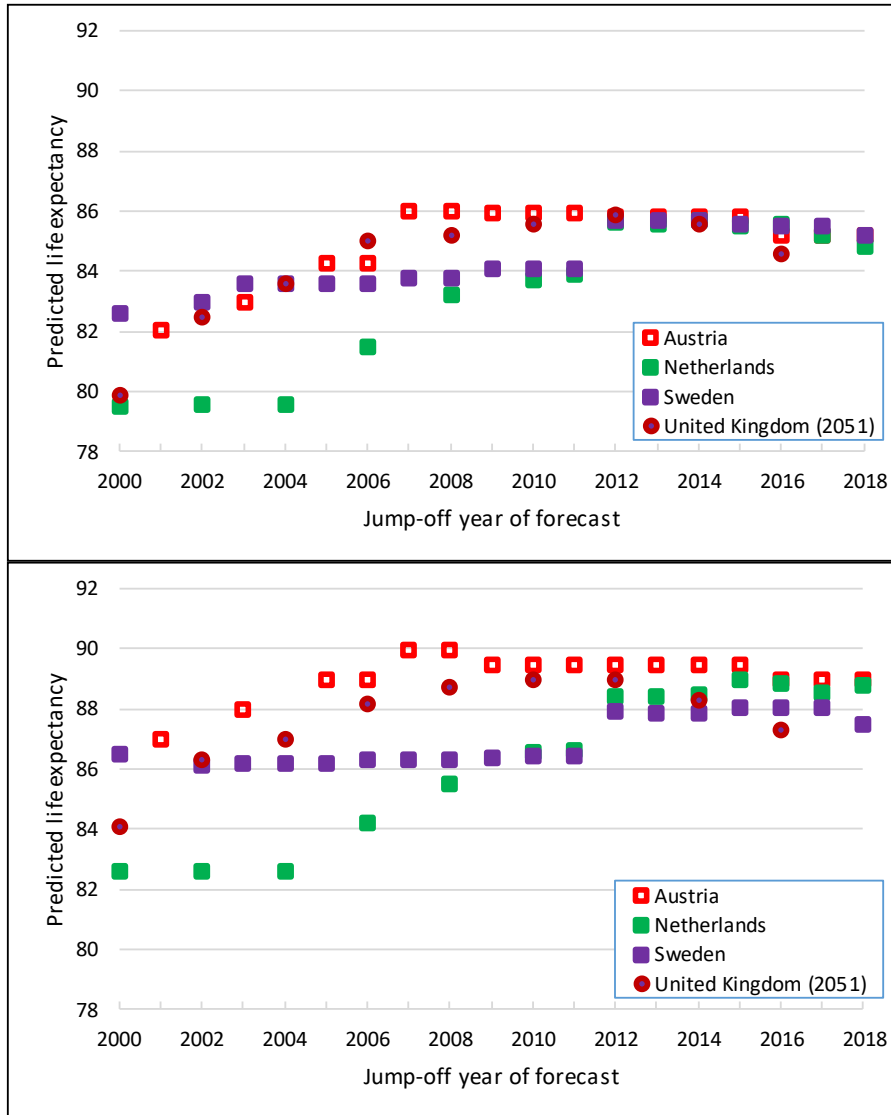 92
90
88
86
84
82
80
78
Predicted life expectancy
Austria
Netherlands
Sweden
United Kingdom (2051)
2000 2002 2004 2006 2008 2010 2012 2014 2016 2018
Jump-off year of forecast
92
90
88
86
84
82
80
78
Predicted life expectancy
Austria
Netherlands
Sweden
United Kingdom (2051)
2000 2002 2004 2006 2008 2010 2012 2014 2016 2018
Jump-off year of forecast